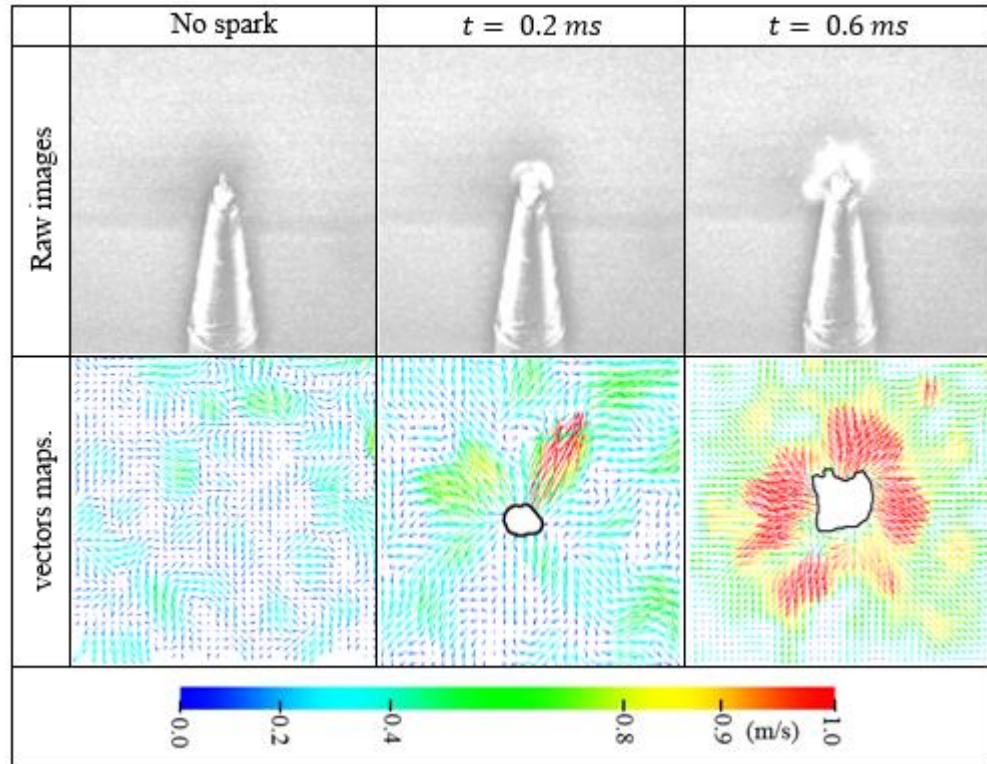 No spark
t = 0.2 ms
t = 0.6 ms
Raw images
vectors maps.
0.0 0.2 0.4 0.8 0.9 (m/s) 1.0